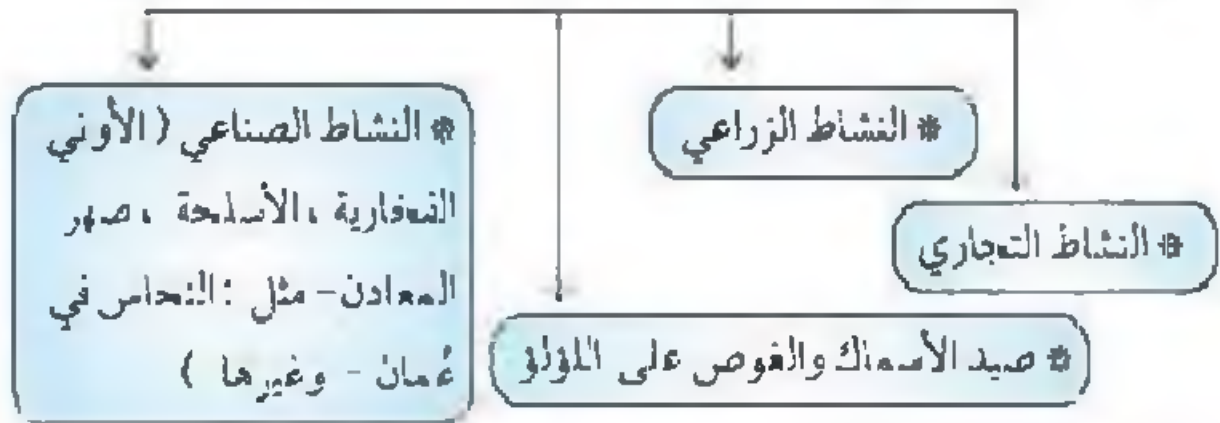 * النشاط التجاري
* النشاط الزراعي
* صيد الأسماك والغوص على اللؤلؤ
* النشاط الصناعي ( الأوني
الفخارية ، الأسلحة ، صهر
المعادن - مثل : النحاس في
عُمان - وغيرها )